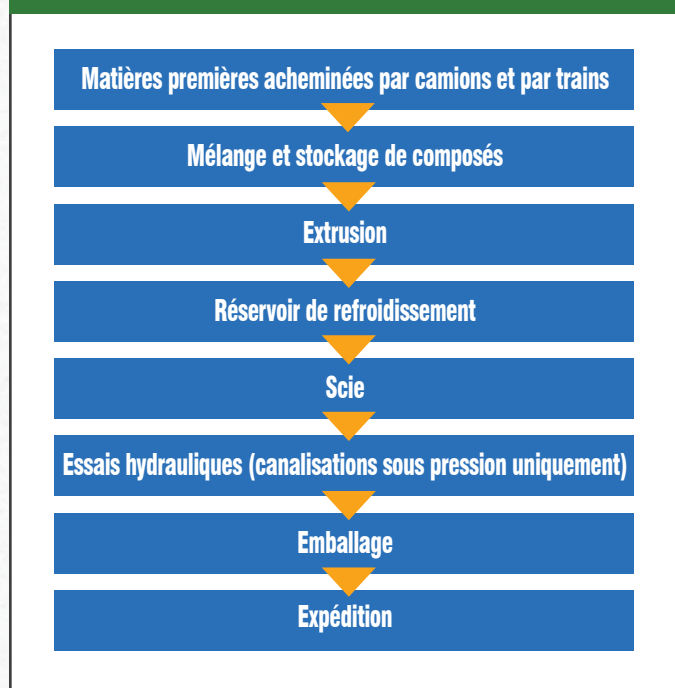 Matières premières acheminées par camions et par trains
Mélange et stockage de composés
Extrusion
Réservoir de refroidissement
Scie
Essais hydrauliques (canalisations sous pression uniquement)
Emballage
Expédition